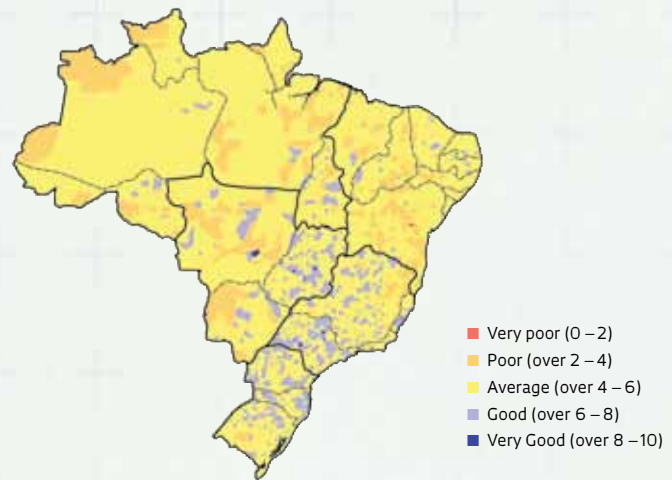 Very poor (0 – 2)
Poor (over 2 – 4)
Average (over 4 – 6)
Good (over 6 – 8)
Very Good (over 8 – 10)